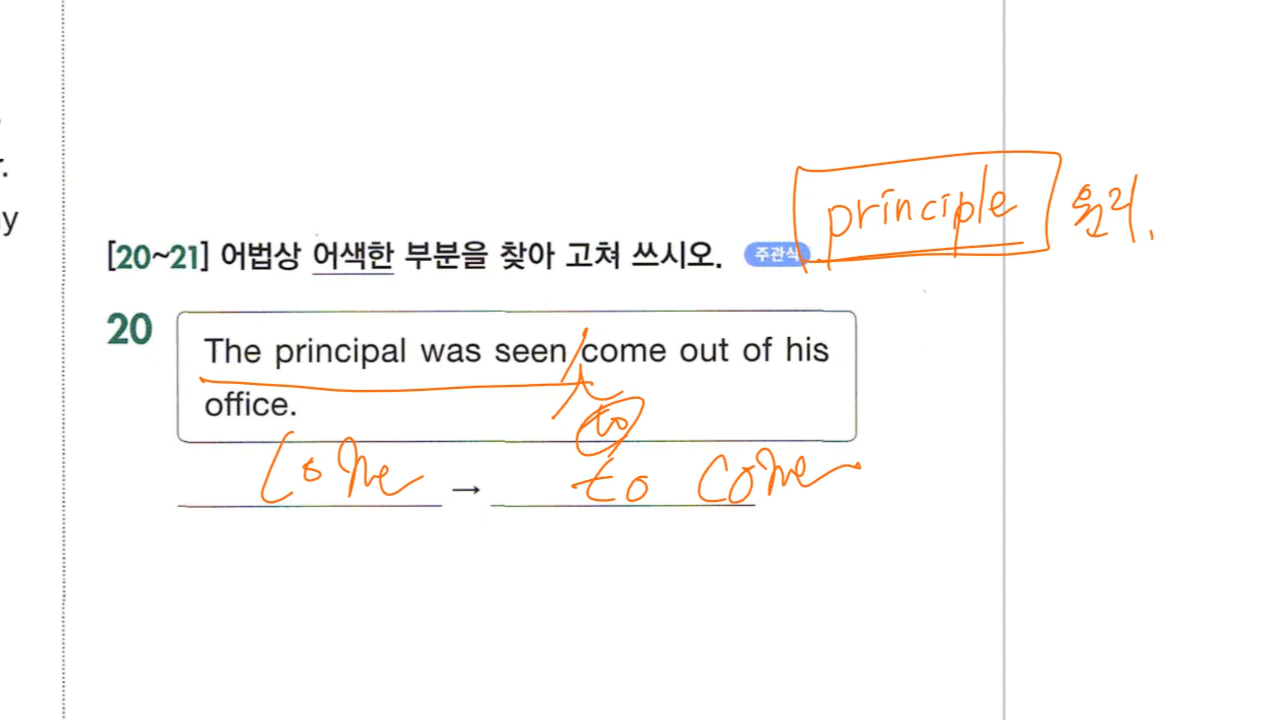 r.
y
principle 원리.
[20~21] 어법상 어색한 부분을 찾아 고쳐 쓰시오. 주관식
20 The principal was seen come out of his
office.
to
come → to come